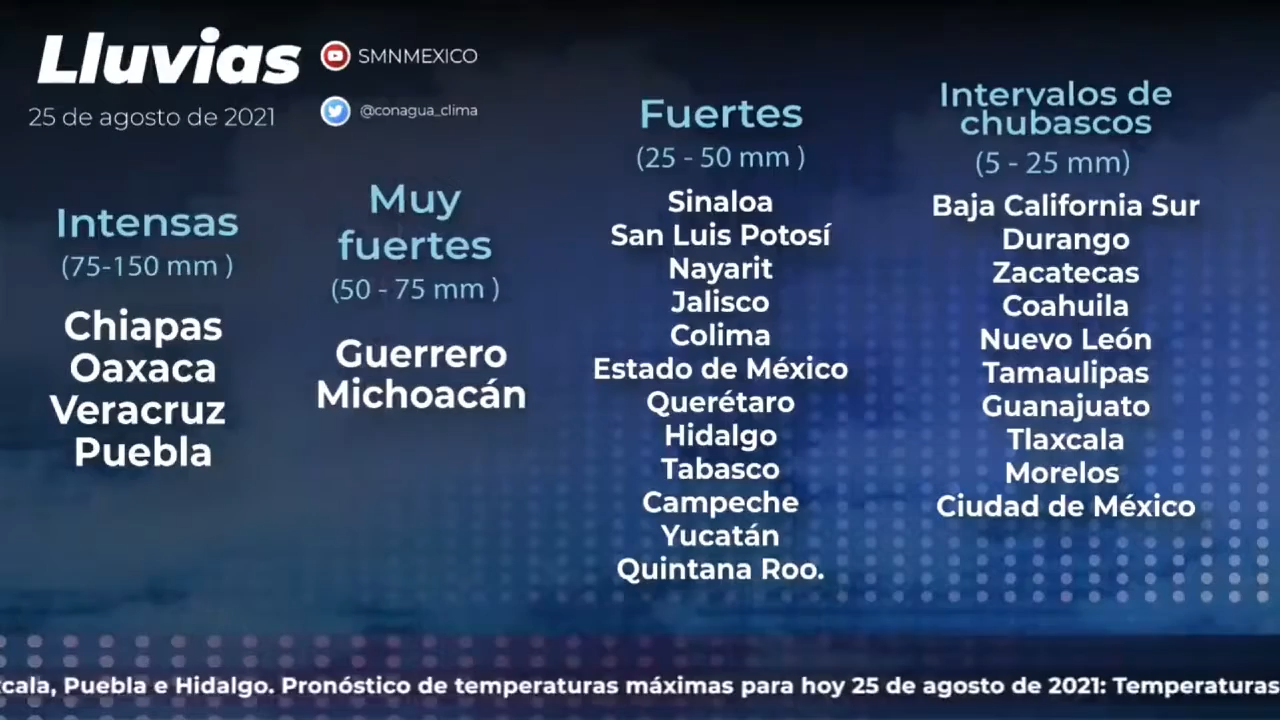 Lluvias
25 de agosto de 2021
SMNMEXICO
@conagua_clima
Intensas
(75-150 mm )
Chiapas
Oaxaca
Veracruz
Puebla
Muy
fuertes
(50 - 75 mm )
Guerrero
Michoacán
Fuertes
(25 - 50 mm )
Sinaloa
San Luis Potosí
Nayarit
Jalisco
Colima
Estado de México
Querétaro
Hidalgo
Tabasco
Campeche
Yucatán
Quintana Roo.
Intervalos de
chubascos
(5 - 25 mm)
Baja California Sur
Durango
Zacatecas
Coahuila
Nuevo León
Tamaulipas
Guanajuato
Tlaxcala
Morelos
Ciudad de México
cala, Puebla e Hidalgo. Pronóstico de temperaturas máximas para hoy 25 de agosto de 2021: Temperaturas